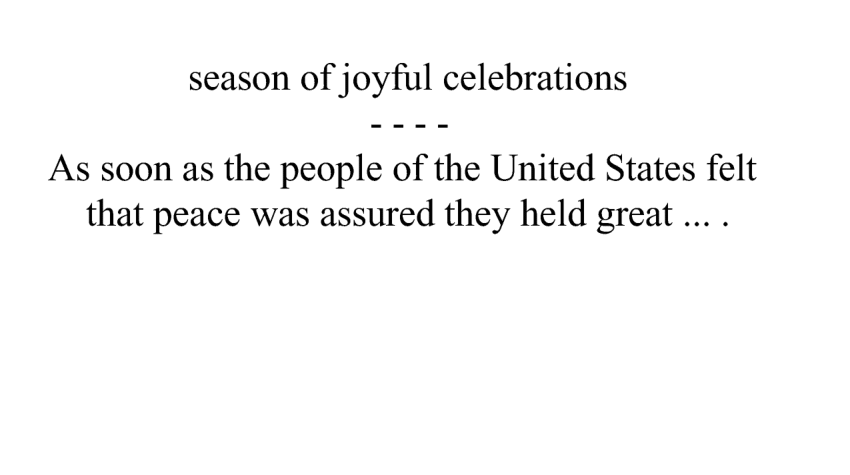 season of joyful celebrations
- - - -
As soon as the people of the United States felt
that peace was assured they held great ... .